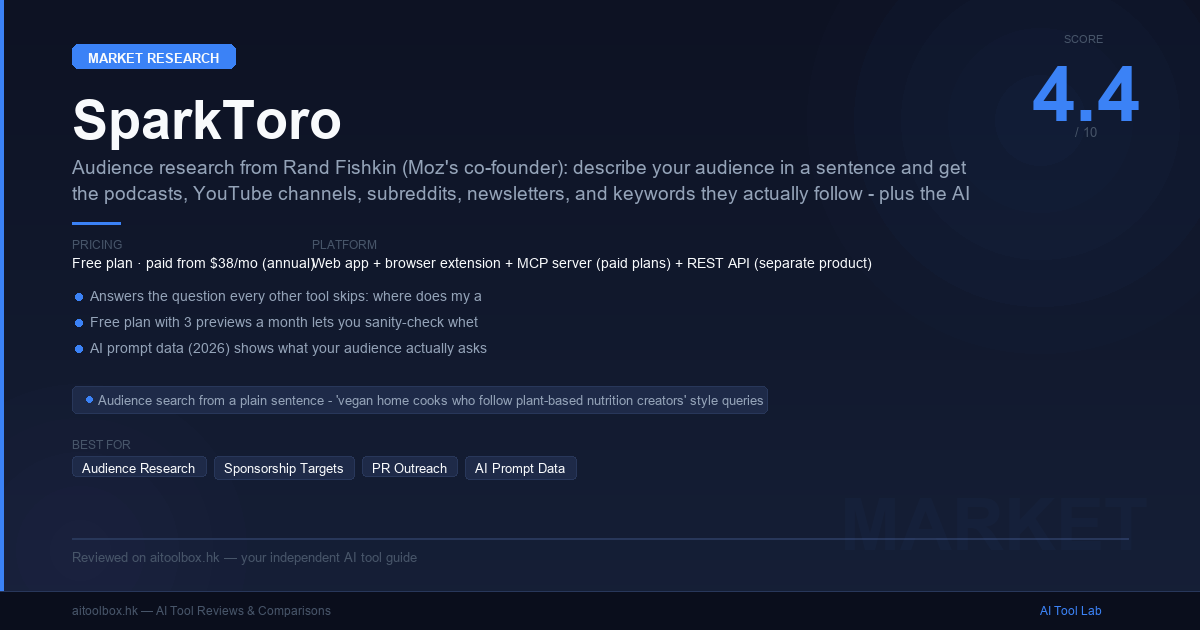 MARKET RESEARCH
SCORE
4.4
/ 10
SparkToro
Audience research from Rand Fishkin (Moz's co-founder): describe your audience in a sentence and get
the podcasts, YouTube channels, subreddits, newsletters, and keywords they actually follow - plus the AI
PRICING
Free plan · paid from $38/mo (annual)
PLATFORM
Web app + browser extension + MCP server (paid plans) + REST API (separate product)
Answers the question every other tool skips: where does my a
Free plan with 3 previews a month lets you sanity-check whet
AI prompt data (2026) shows what your audience actually asks
Audience search from a plain sentence - 'vegan home cooks who follow plant-based nutrition creators' style queries
BEST FOR
Audience Research
Sponsorship Targets
PR Outreach
AI Prompt Data
MARKET
Reviewed on aitoolbox.hk — your independent AI tool guide
aitoolbox.hk — AI Tool Reviews & Comparisons
AI Tool Lab